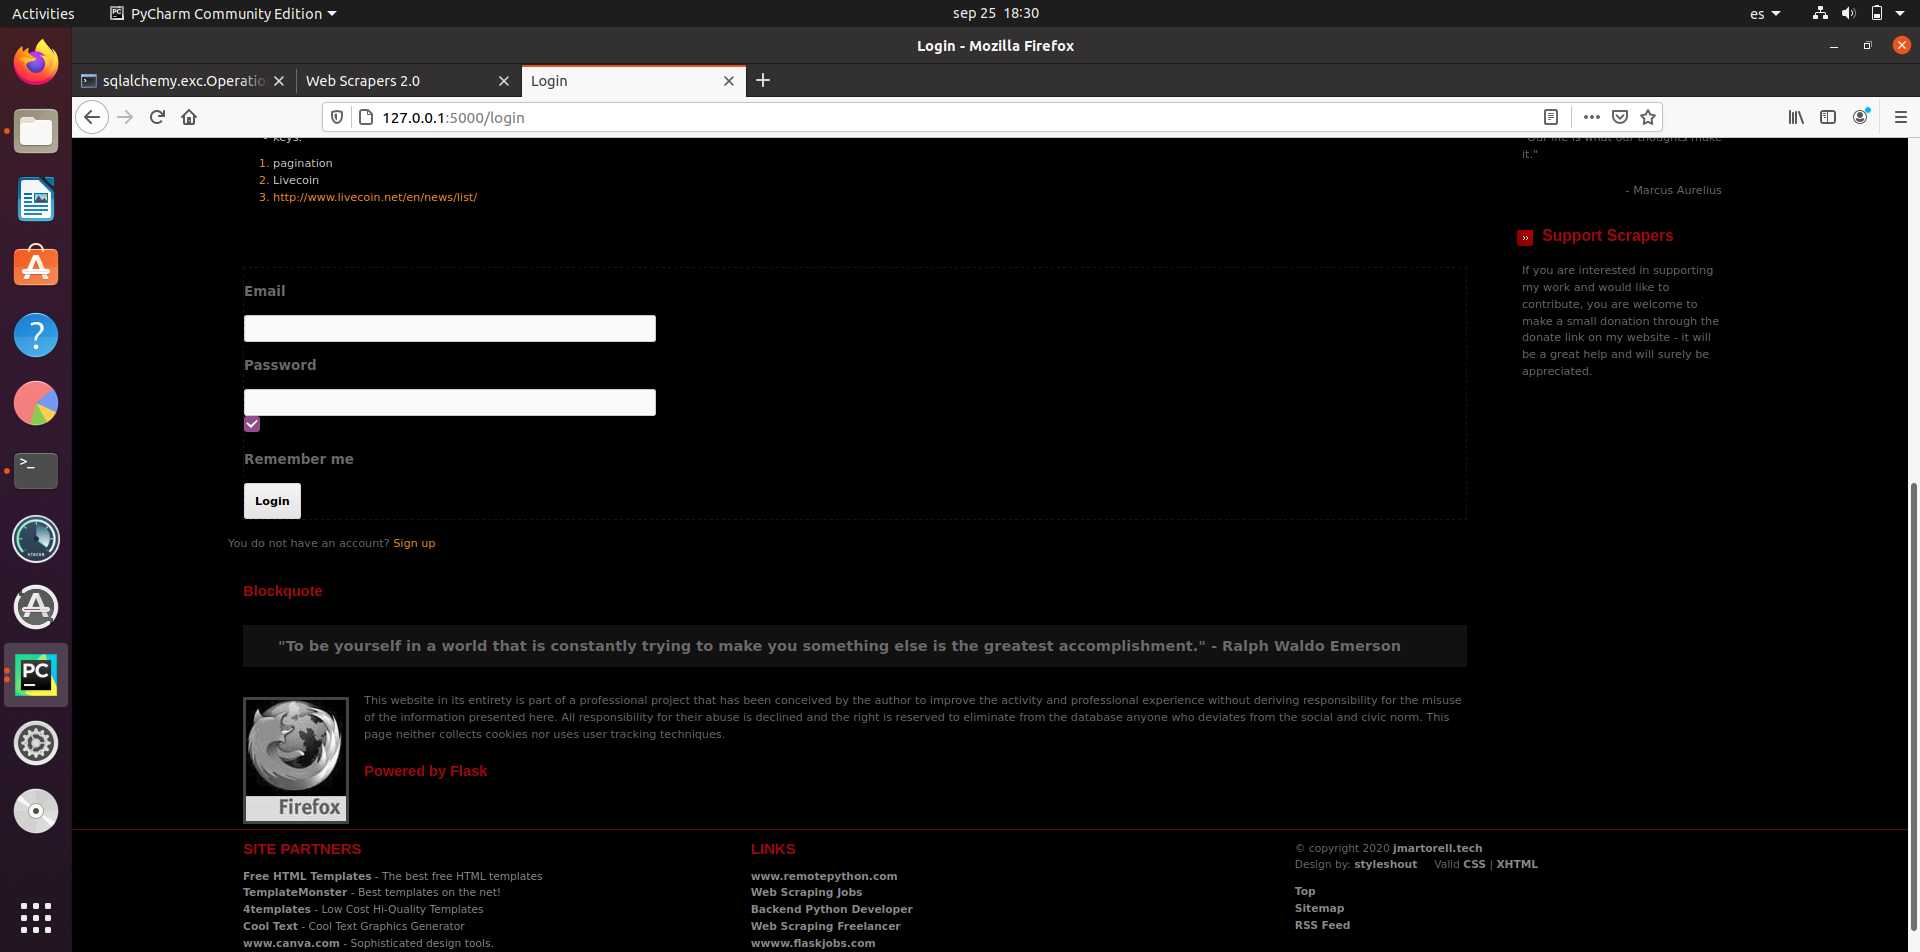 Activities
PyCharm Community Edition
sep 25 18:30
es
Login - Mozilla Firefox
sqlalchemy.exc.Operatio
Web Scrapers 2.0
Login
127.0.0.1:5000/login
keys.
1. pagination
2. Livecoin
3. http://www.livecoin.net/en/news/list/
Email
Password
Remember me
Login
You do not have an account? Sign up
Blockquote
"To be yourself in a world that is constantly trying to make you something else is the greatest accomplishment." - Ralph Waldo Emerson
This website in its entirety is part of a professional project that has been conceived by the author to improve the activity and professional experience without deriving responsibility for the misuse
of the information presented here. All responsibility for their abuse is declined and the right is reserved to eliminate from the database anyone who deviates from the social and civic norm. This
page neither collects cookies nor uses user tracking techniques.
Powered by Flask
Firefox
"Our life is what our thoughts make
it."
- Marcus Aurelius
Support Scrapers
If you are interested in supporting
my work and would like to
contribute, you are welcome to
make a small donation through the
donate link on my website - it will
be a great help and will surely be
appreciated.
SITE PARTNERS
Free HTML Templates - The best free HTML templates
TemplateMonster - Best templates on the net!
4templates - Low Cost Hi-Quality Templates
Cool Text - Cool Text Graphics Generator
www.canva.com - Sophisticated design tools.
LINKS
www.remotepython.com
Web Scraping Jobs
Backend Python Developer
Web Scraping Freelancer
wwww.flaskjobs.com
© copyright 2020 jmartorell.tech
Design by: styleshout Valid CSS | XHTML
Top
Sitemap
RSS Feed
PC
STACER